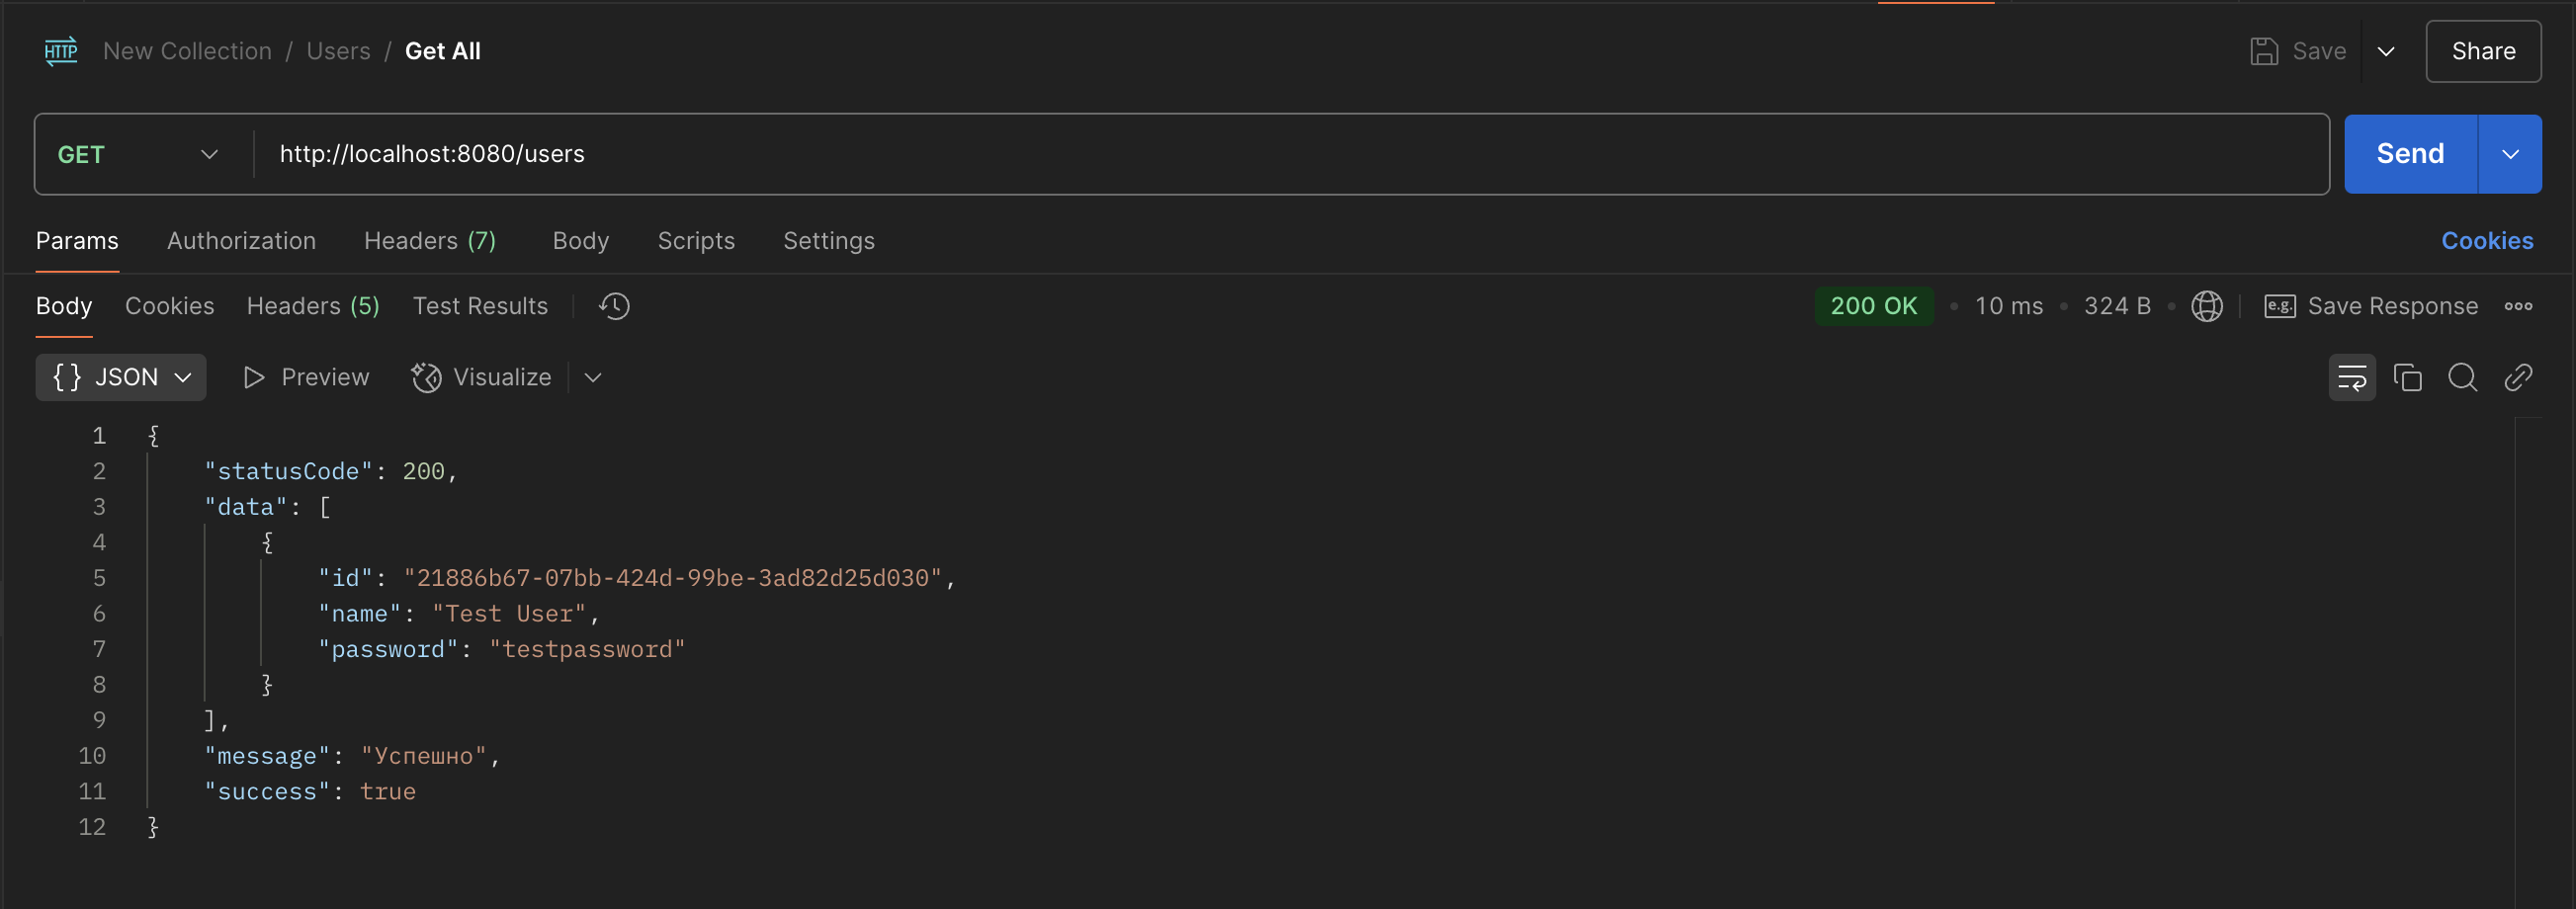 HTTP New Collection / Users / Get All Save Share
GET http://localhost:8080/users Send
Params Authorization Headers (7) Body Scripts Settings Cookies
Body Cookies Headers (5) Test Results 200 OK • 10 ms • 324 B • e.g. Save Response
{} JSON Preview Visualize
1 {
2 "statusCode": 200,
3 "data": [
4 {
5 "id": "21886b67-07bb-424d-99be-3ad82d25d030",
6 "name": "Test User",
7 "password": "testpassword"
8 }
9 ],
10 "message": "Успешно",
11 "success": true
12 }